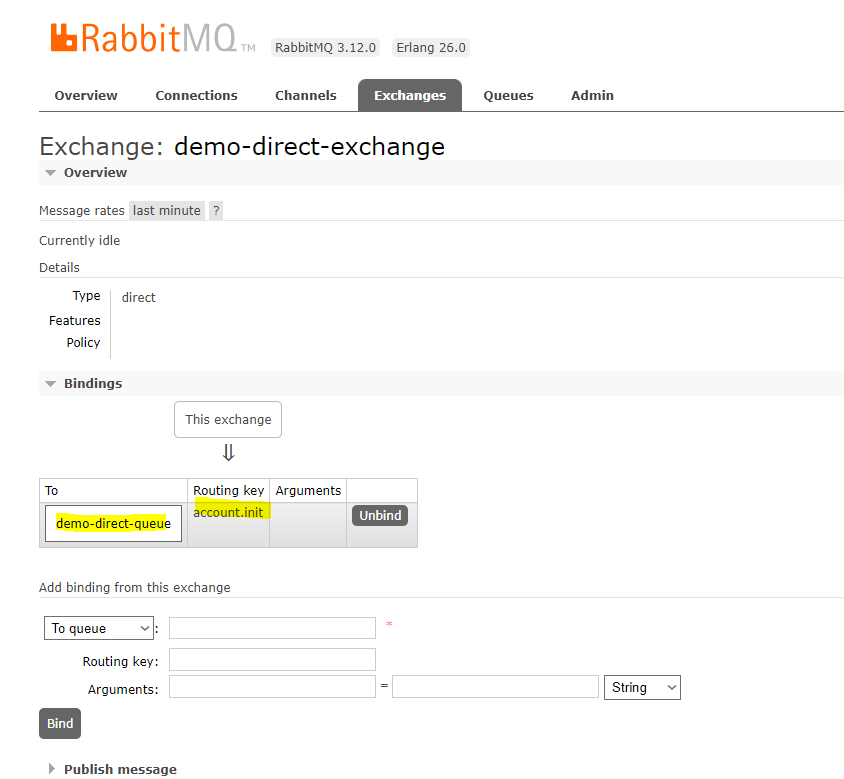 RabbitMQ TM RabbitMQ 3.12.0 Erlang 26.0
Overview Connections Channels Exchanges Queues Admin
Exchange: demo-direct-exchange
Overview
Message rates last minute ?
Currently idle
Details
Type direct
Features
Policy
Bindings
This exchange
⇓
To Routing key Arguments
demo-direct-queue account.init Unbind
Add binding from this exchange
To queue : *
Routing key:
Arguments: = String
Bind
Publish message